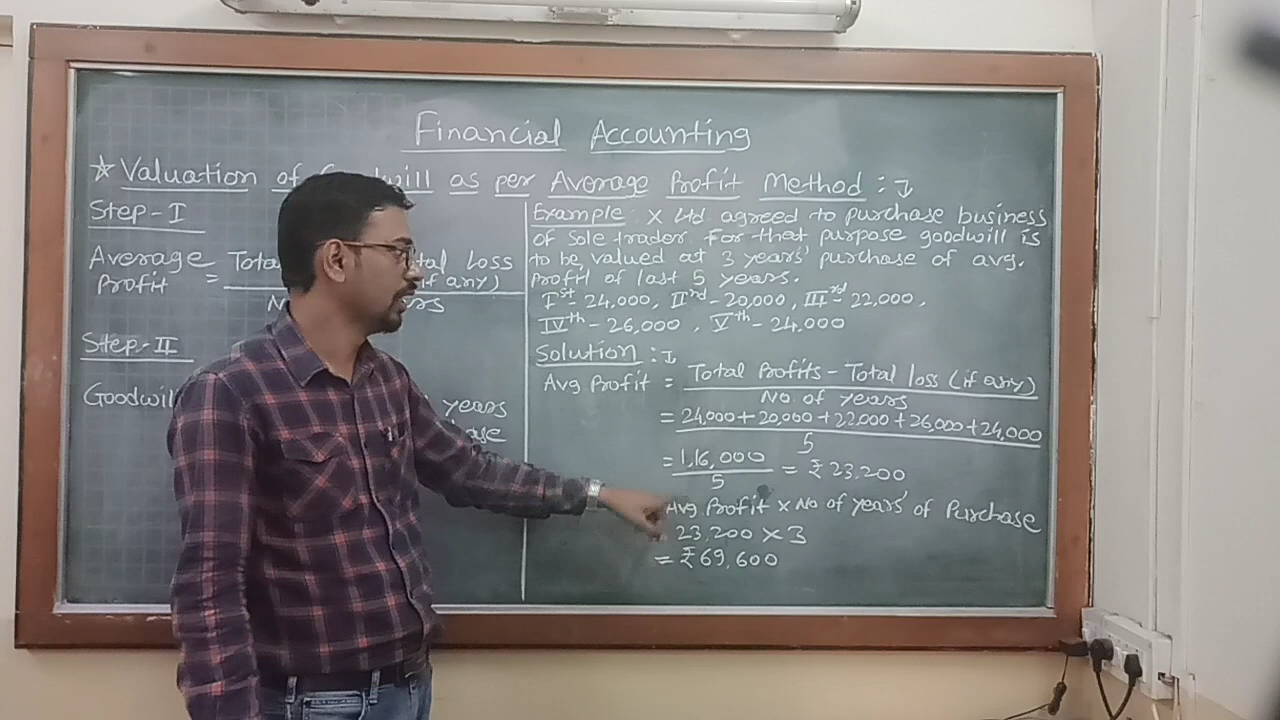 Financial Accounting
☆ Valuation of Goodwill as per Average Profit Method :↴
Step-I
Average Profit = Total tal Loss
if any)
N rs
Step-II
Goodwil years
ase
Example : X Ltd agreed to purchase business
of sole trader. For that purpose goodwill is
to be valued at 3 years' purchase of avg.
Profit of last 5 years.
Ist - 24,000, IInd - 20,000, IIIrd - 22,000,
IVth - 26,000, Vth - 24,000
Solution :↴
Avg Profit = Total Profits - Total loss (if any)
No. of years
= 24,000 + 20,000 + 22,000 + 26,000 + 24,000
5
= 1,16,000 = ₹ 23,200
5
Avg. Profit x No of years' of Purchase
23,200 x 3
= ₹ 69,600